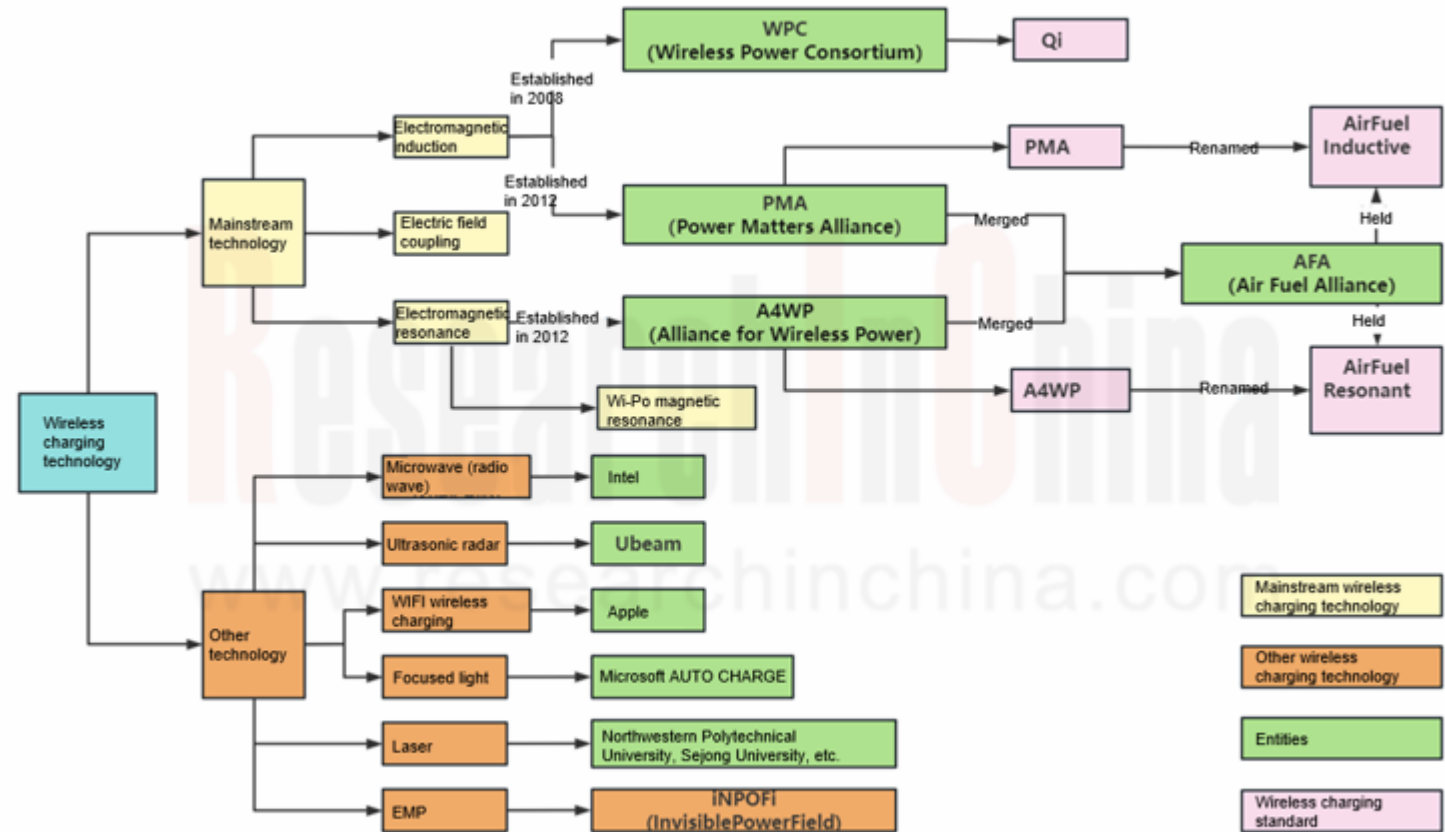 WPC
(Wireless Power Consortium)
Qi
Established
in 2008
Electromagnetic
nduction
AirFuel
Inductive
PMA
Renamed
Established
in 2012
Mainstream
technology
Electric field
coupling
PMA
(Power Matters Alliance)
Merged
Held
AFA
(Air Fuel Alliance)
Electromagnetic
resonance
Established
in 2012
A4WP
(Alliance for Wireless Power)
Merged
Held
A4WP
Renamed
AirFuel
Resonant
Wi-Po magnetic
resonance
Wireless
charging
technology
Microwave (radio
wave)
Intel
Ultrasonic radar
Ubeam
WIFI wireless
charging
Apple
Other
technology
Focused light
Microsoft AUTO CHARGE
Laser
Northwestern Polytechnical
University, Sejong University, etc.
EMP
iNPOFi
(InvisiblePowerField)
Mainstream wireless
charging technology
Other wireless
charging technology
Entities
Wireless charging
standard
ResearchInChina
www.researchinchina.com